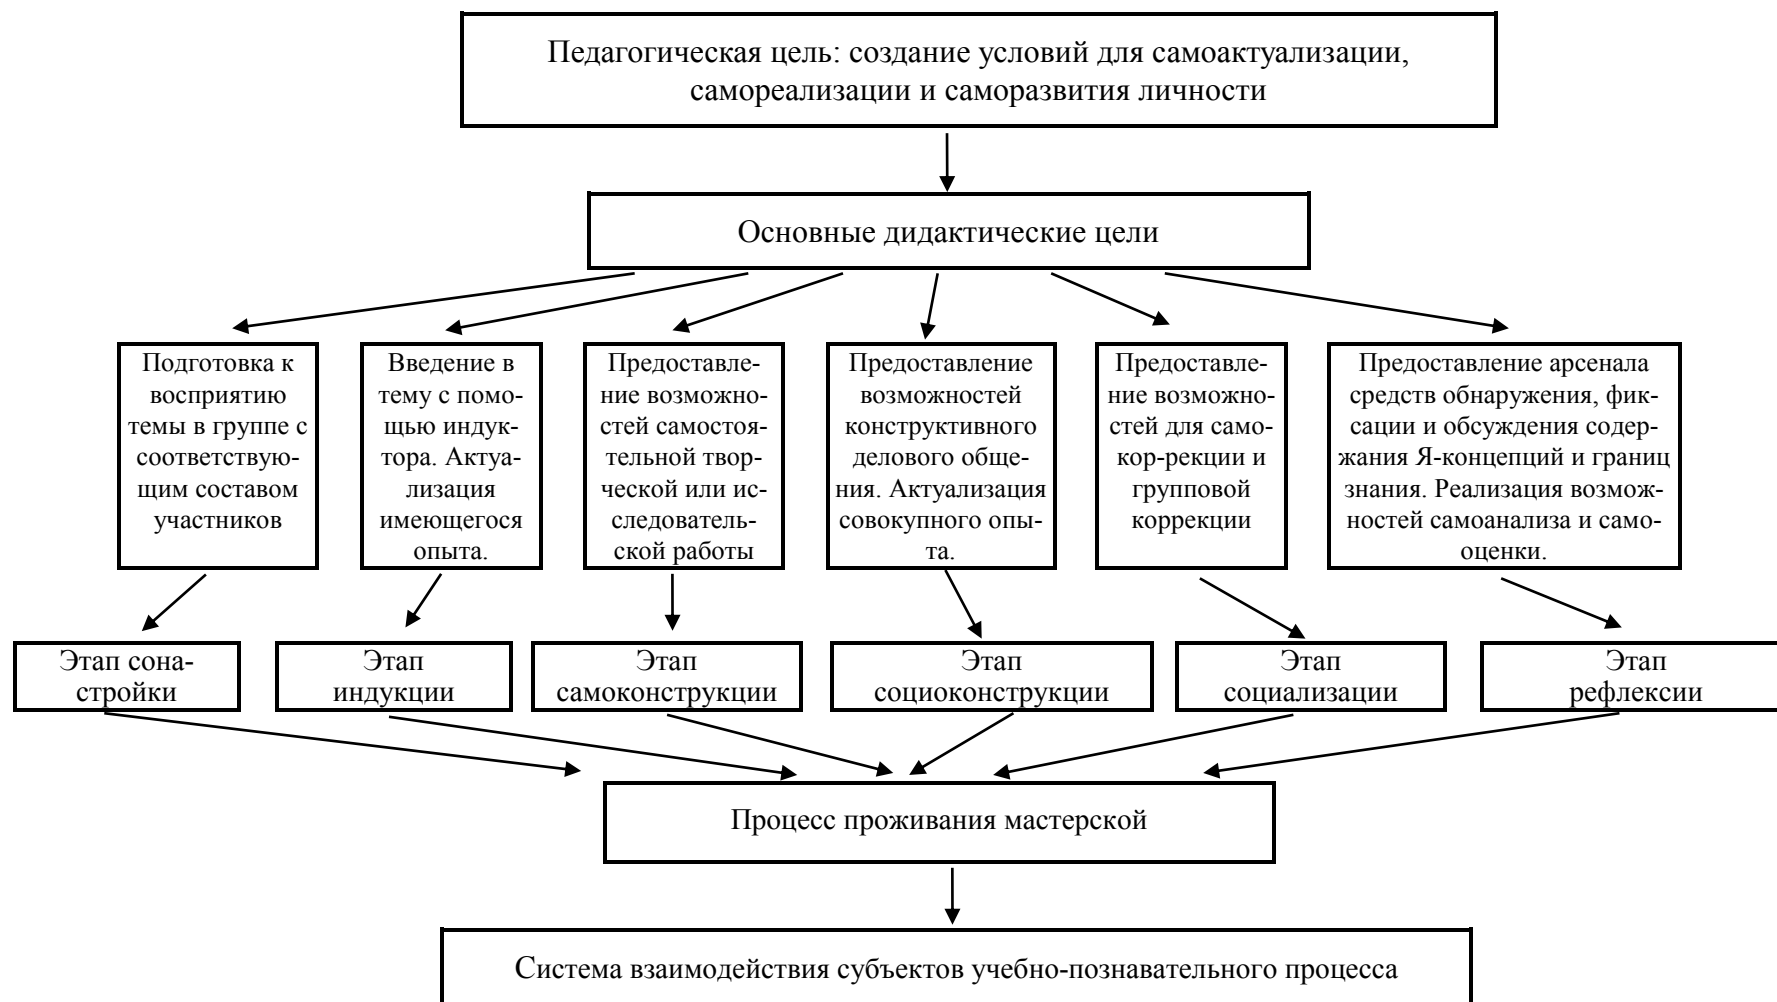 Педагогическая цель: создание условий для самоактуализации,
самореализации и саморазвития личности
Основные дидактические цели
Подготовка к
восприятию
темы в группе с
соответствую-
щим составом
участников
Введение в
тему с помо-
щью индук-
тора. Актуа-
лизация
имеющегося
опыта.
Предоставле-
ние возможно-
стей самостоя-
тельной твор-
ческой или ис-
следователь-
ской работы
Предоставление
возможностей
конструктивного
делового обще-
ния. Актуализация
совокупного опы-
та.
Предоставле-
ние возможно-
стей для само-
кор-рекции и
групповой
коррекции
Предоставление арсенала
средств обнаружения, фик-
сации и обсуждения содер-
жания Я-концепций и границ
знания. Реализация возмож-
ностей самоанализа и само-
оценки.
Этап сона-
стройки
Этап
индукции
Этап
самоконструкции
Этап
социоконструкции
Этап
социализации
Этап
рефлексии
Процесс проживания мастерской
Система взаимодействия субъектов учебно-познавательного процесса